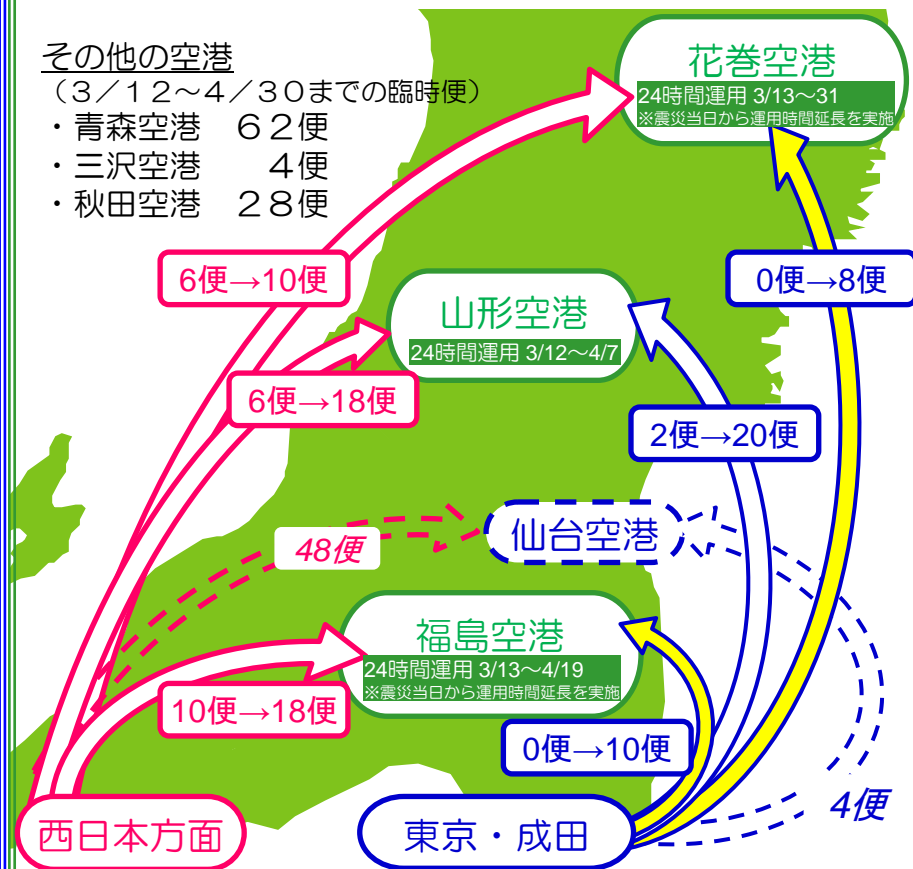 その他の空港
（３／１２～４／３０までの臨時便）
・青森空港　６２便
・三沢空港　　４便
・秋田空港　２８便
花巻空港
24時間運用 3/13～31
※震災当日から運用時間延長を実施
6便→10便
0便→8便
山形空港
24時間運用 3/12～4/7
6便→18便
2便→20便
仙台空港
48便
福島空港
24時間運用 3/13～4/19
※震災当日から運用時間延長を実施
10便→18便
0便→10便
4便
西日本方面
東京・成田